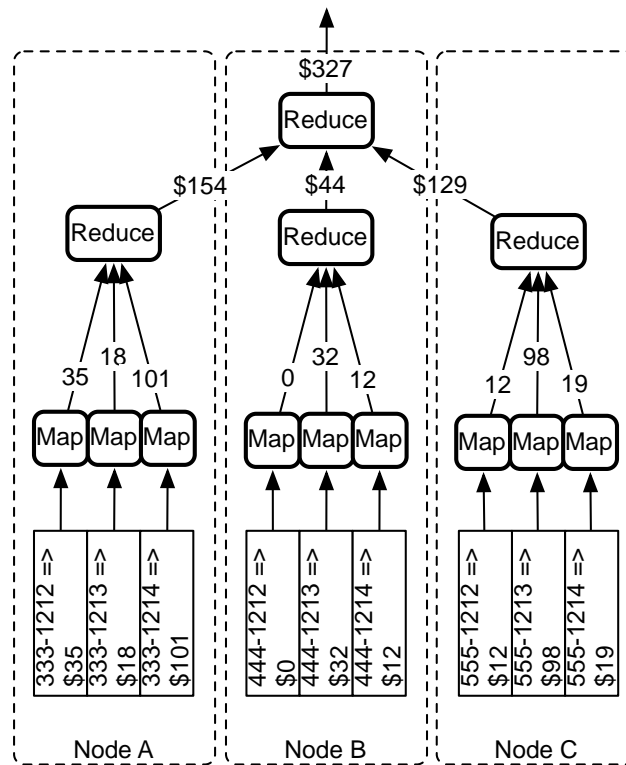 $327
Reduce
$154
$44
$129
Reduce
Reduce
Reduce
35
18
101
0
32
12
12
98
19
Map
Map
Map
Map
Map
Map
Map
Map
Map
333-1212 =>
$35
333-1213 =>
$18
333-1214 =>
$101
444-1212 =>
$0
444-1213 =>
$32
444-1214 =>
$12
555-1212 =>
$12
555-1213 =>
$98
555-1214 =>
$19
Node A
Node B
Node C